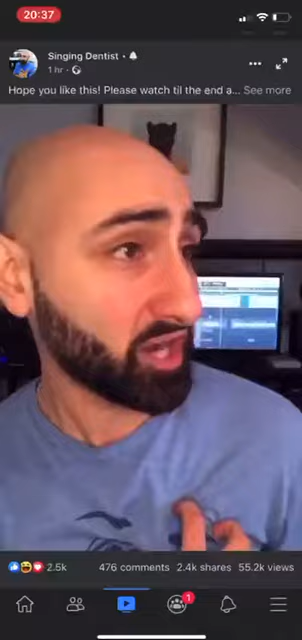 20:37
Singing Dentist •
1 hr •
Hope you like this! Please watch til the end a... See more
2.5k 476 comments 2.4k shares 55.2k views
1